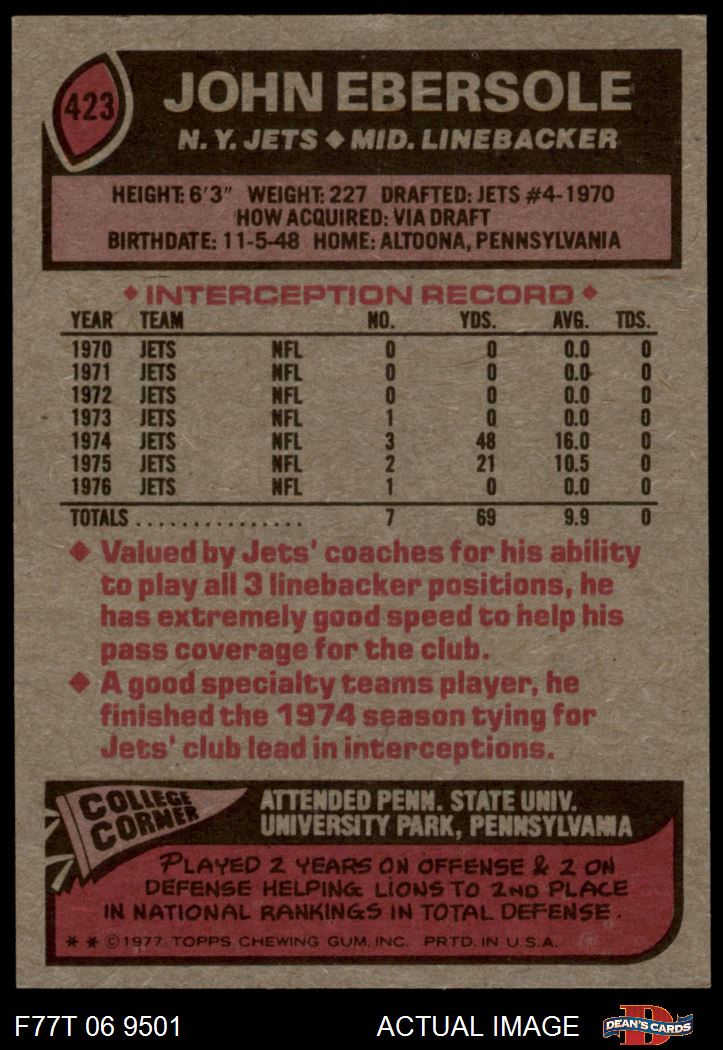 423
JOHN EBERSOLE
N. Y. JETS ♦ MID. LINEBACKER
HEIGHT: 6'3" WEIGHT: 227 DRAFTED: JETS #4-1970
HOW ACQUIRED: VIA DRAFT
BIRTHDATE: 11-5-48 HOME: ALTOONA, PENNSYLVANIA
♦ INTERCEPTION RECORD ♦
YEAR TEAM NO. YDS. AVG. TDS.
1970 JETS NFL 0 0 0.0 0
1971 JETS NFL 0 0 0.0 0
1972 JETS NFL 0 0 0.0 0
1973 JETS NFL 1 0 0.0 0
1974 JETS NFL 3 48 16.0 0
1975 JETS NFL 2 21 10.5 0
1976 JETS NFL 1 0 0.0 0
TOTALS ................ 7 69 9.9 0
♦ Valued by Jets' coaches for his ability
to play all 3 linebacker positions, he
has extremely good speed to help his
pass coverage for the club.
♦ A good specialty teams player, he
finished the 1974 season tying for
Jets' club lead in interceptions.
COLLEGE
CORNER
ATTENDED PENN. STATE UNIV.
UNIVERSITY PARK, PENNSYLVANIA
PLAYED 2 YEARS ON OFFENSE & 2 ON
DEFENSE HELPING LIONS TO 2ND PLACE
IN NATIONAL RANKINGS IN TOTAL DEFENSE.
* * © 1977 TOPPS CHEWING GUM, INC. PRTD. IN U.S.A.
F77T 06 9501 ACTUAL IMAGE
D
DEAN'S CARDS